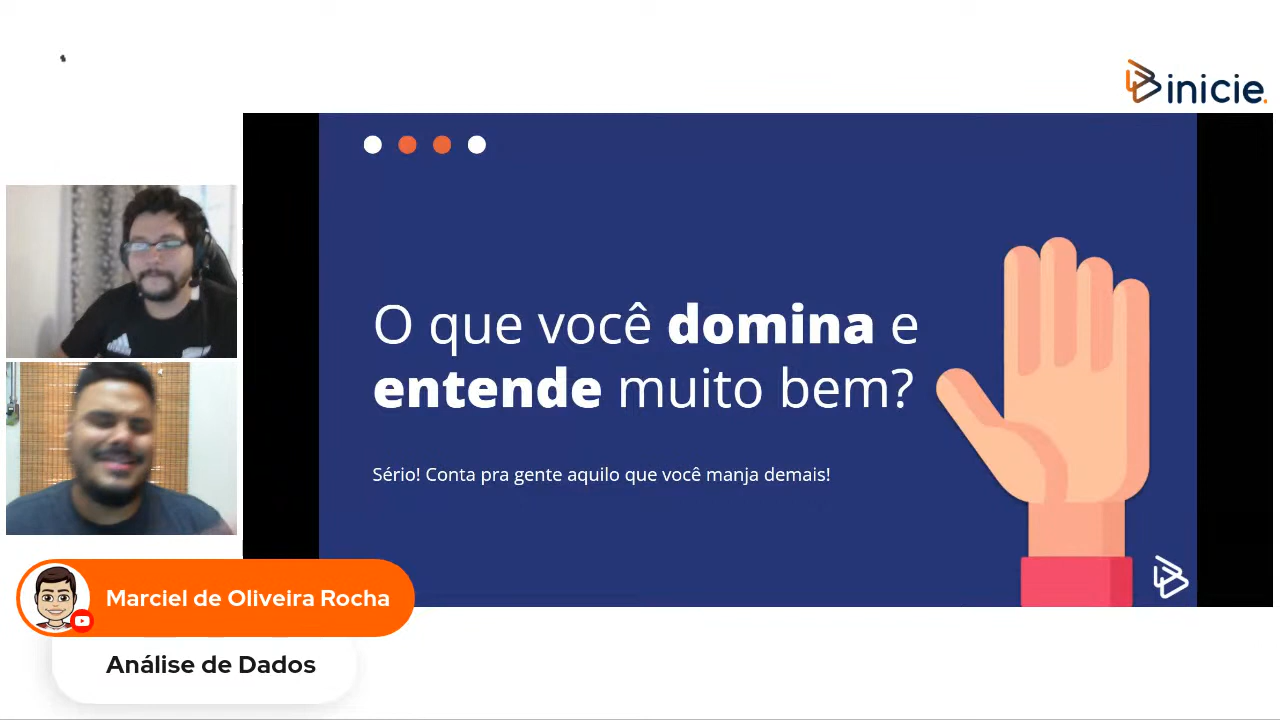 inicie.
O que você domina e
entende muito bem?
Sério! Conta pra gente aquilo que você manja demais!
Marciel de Oliveira Rocha
Análise de Dados